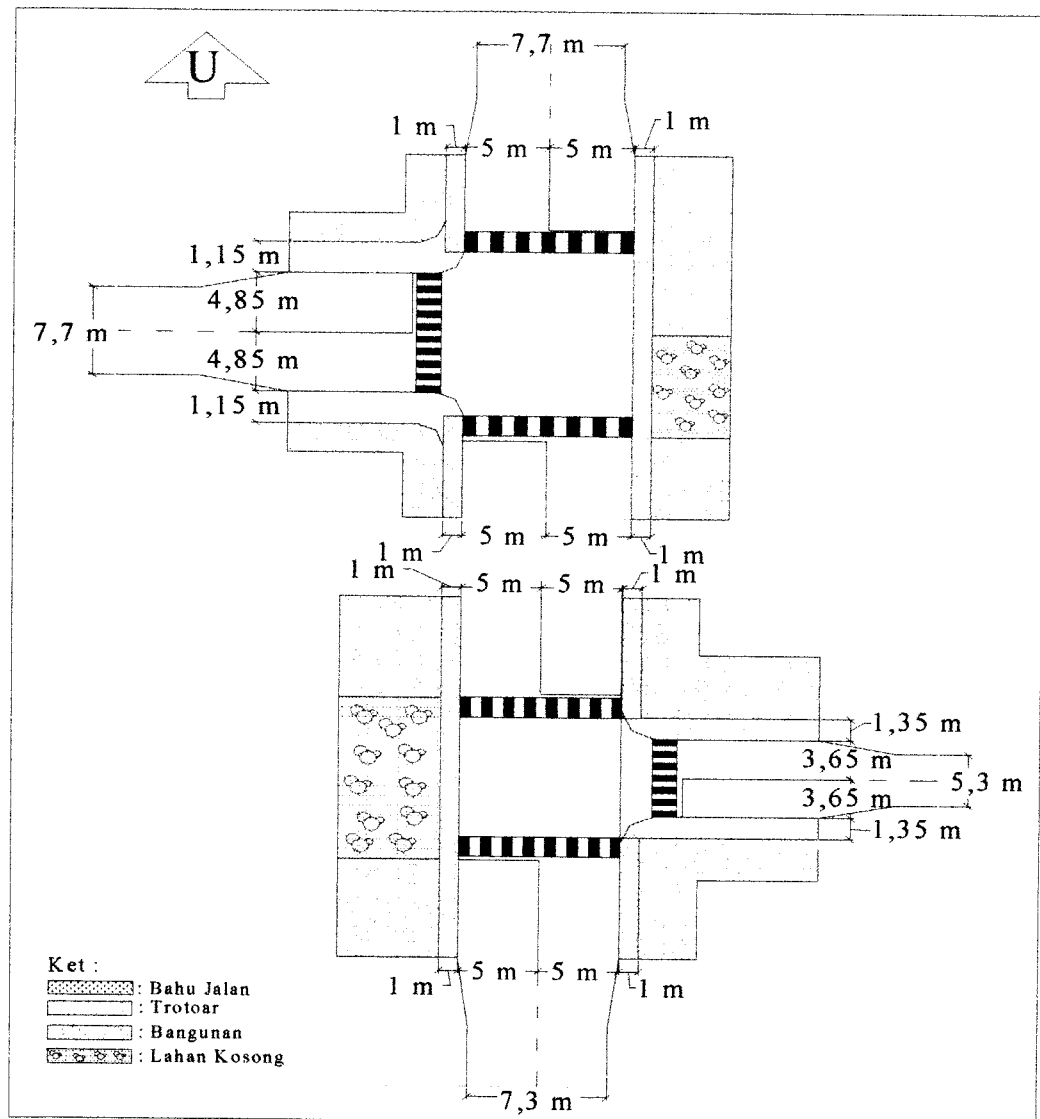 7,7 m
U
1 m
1 m
5 m 5 m
1,15 m
4,85 m
7,7 m
4,85 m
1,15 m
5 m 5 m
1 m
1 m
1 m
1 m
5 m 5 m
1,35 m
3,65 m
5,3 m
3,65 m
1,35 m
Ket :
5 m 5 m
1 m
1 m
: Bahu Jalan
: Trotoar
: Bangunan
: Lahan Kosong
7,3 m